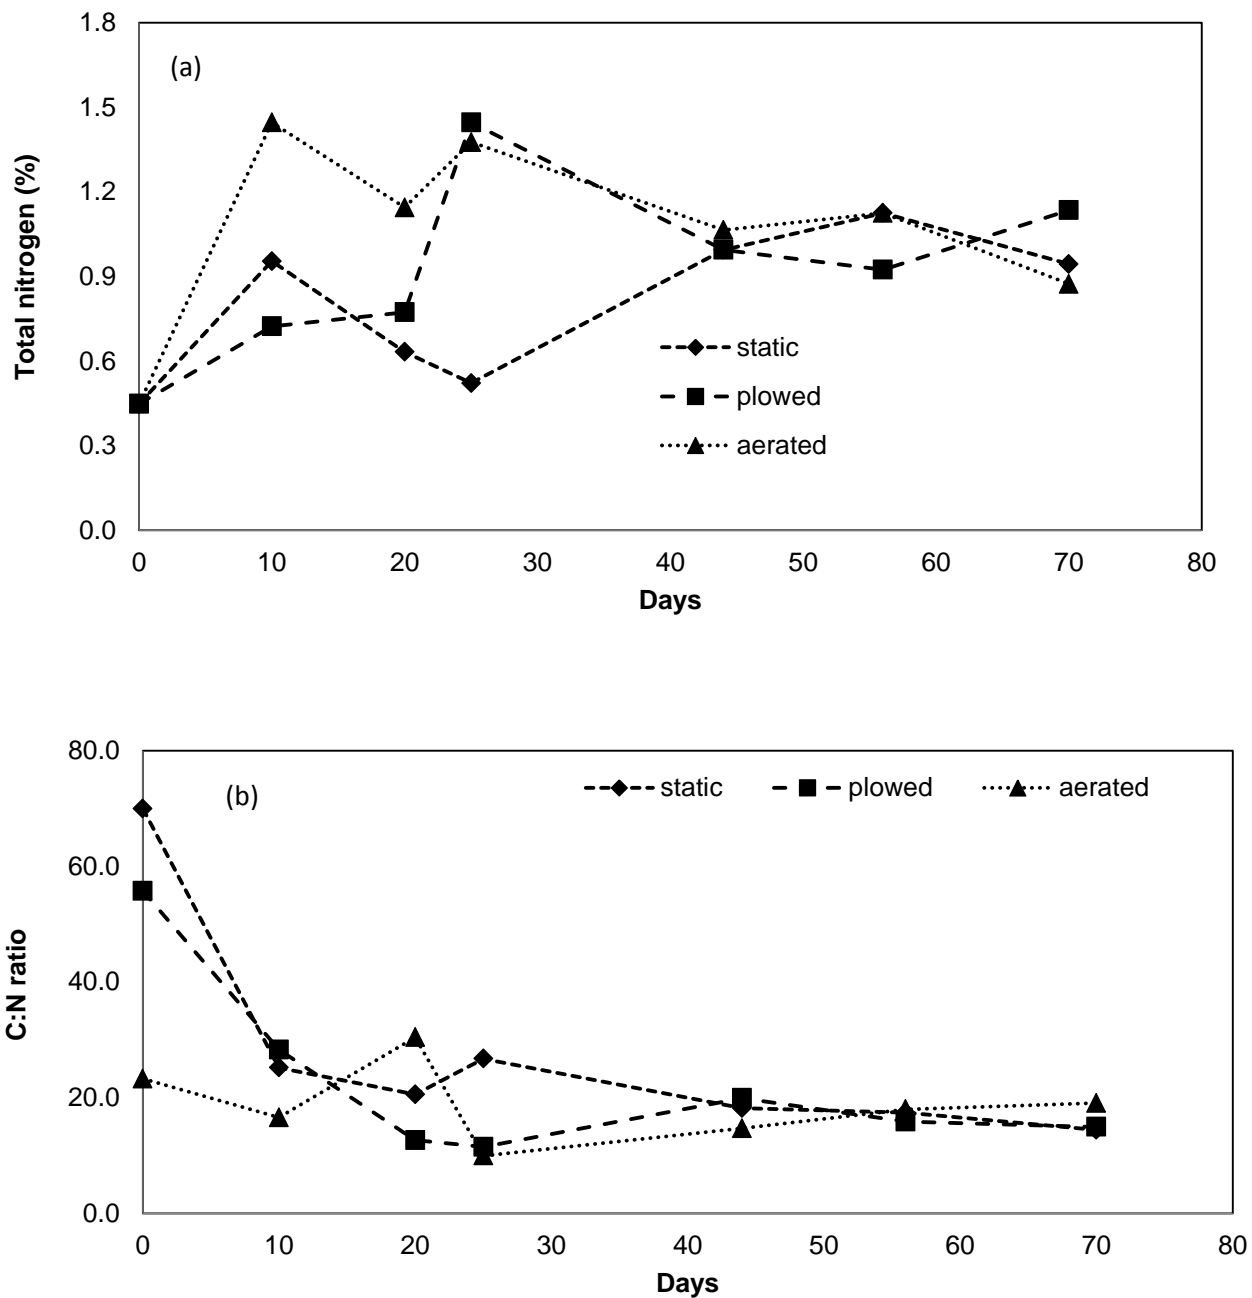 1.8
(a)
1.5
1.2
0.9
0.6
0.3
0.0
Total nitrogen (%)
static
plowed
aerated
0 10 20 30 40 50 60 70 80
Days
80.0
(b)
static plowed aerated
60.0
40.0
20.0
0.0
C:N ratio
0 10 20 30 40 50 60 70 80
Days